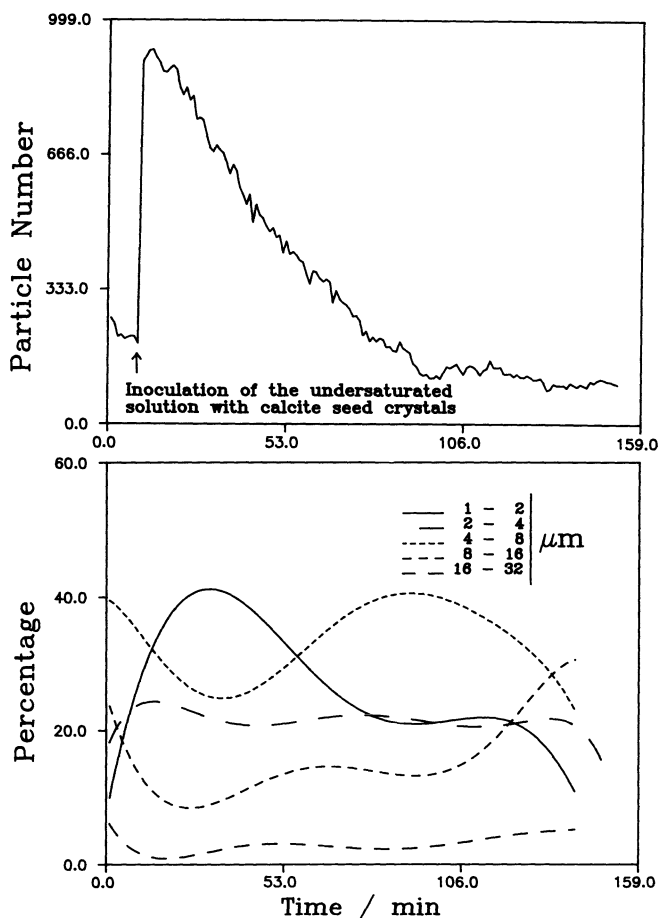 999.0
666.0
333.0
0.0
Particle Number
Inoculation of the undersaturated
solution with calcite seed crystals
0.0 53.0 106.0 159.0
60.0
40.0
20.0
0.0
Percentage
1 - 2
2 - 4
4 - 8
8 - 16
16 - 32
μm
0.0 53.0 106.0 159.0
Time / min